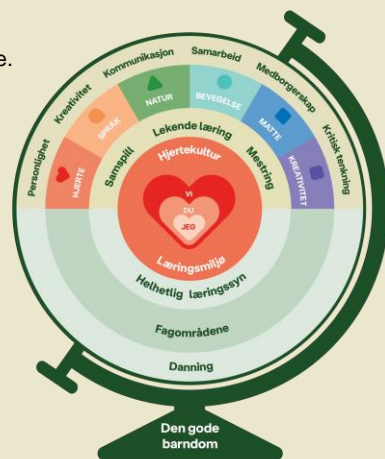 e.
Personlighet
Kreativitet
Kommunikasjon
Samarbeid
Medborgerskap
Kritisk tenkning
HJERTE
SPRÅK
NATUR
BEVEGELSE
MATTE
KREATIVITET
Samspill
Lekende læring
Mestring
Hjertekultur
VI
DU
JEG
Læringsmiljø
Helhetlig læringssyn
Fagområdene
Danning
Den gode
barndom